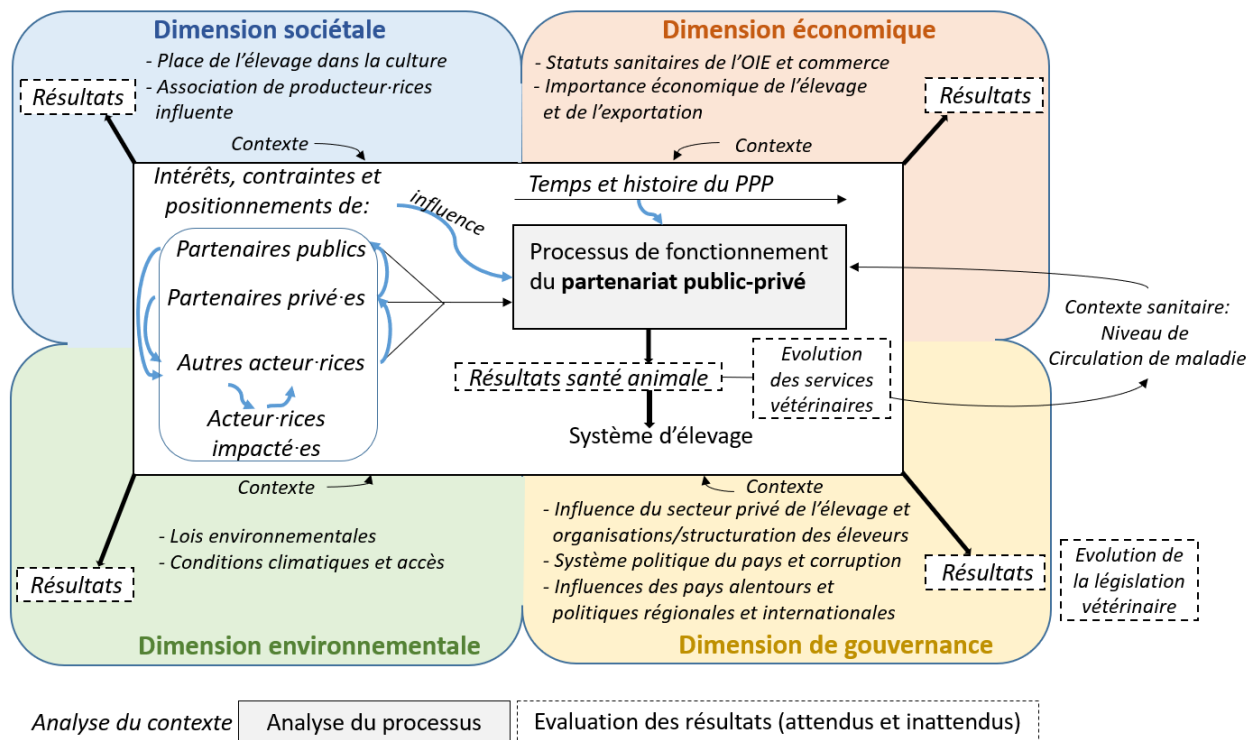 Dimension sociétale
- Place de l'élevage dans la culture
- Association de producteur·rices
influente
Résultats
Contexte
Dimension économique
- Statuts sanitaires de l'OIE et commerce
- Importance économique de l'élevage
et de l'exportation
Résultats
Contexte
Intérêts, contraintes et
positionnements de:
influence
Partenaires publics
Partenaires privé·es
Autres acteur·rices
Acteur·rices
impacté·es
Temps et histoire du PPP
Processus de fonctionnement
du partenariat public-privé
Résultats santé animale
Evolution
des services
vétérinaires
Système d'élevage
Contexte sanitaire:
Niveau de
Circulation de maladie
Contexte
- Lois environnementales
- Conditions climatiques et accès
Résultats
Dimension environnementale
Contexte
- Influence du secteur privé de l'élevage et
organisations/structuration des éleveurs
- Système politique du pays et corruption
- Influences des pays alentours et
politiques régionales et internationales
Résultats
Dimension de gouvernance
Evolution de
la législation
vétérinaire
Analyse du contexte
Analyse du processus
Evaluation des résultats (attendus et inattendus)